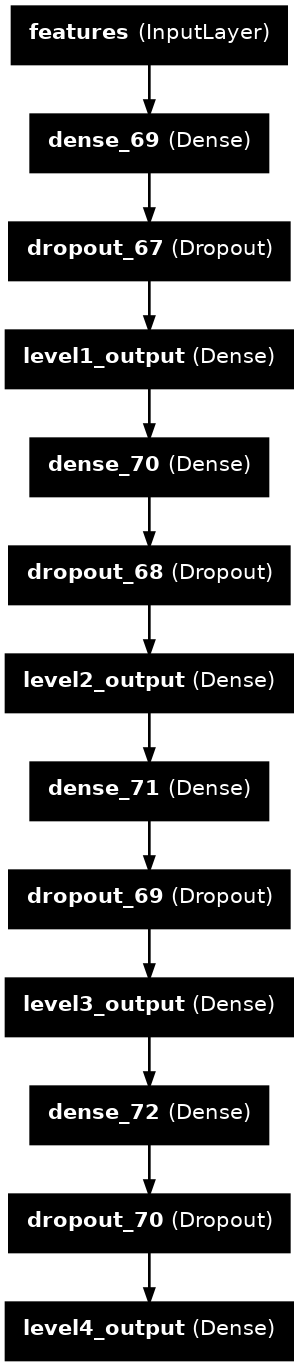 features (InputLayer)
dense_69 (Dense)
dropout_67 (Dropout)
level1_output (Dense)
dense_70 (Dense)
dropout_68 (Dropout)
level2_output (Dense)
dense_71 (Dense)
dropout_69 (Dropout)
level3_output (Dense)
dense_72 (Dense)
dropout_70 (Dropout)
level4_output (Dense)